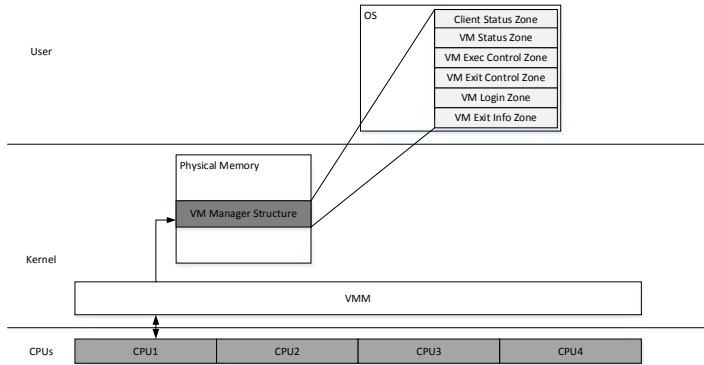 OS
Client Status Zone
VM Status Zone
User
VM Exec Control Zone
VM Exit Control Zone
VM Login Zone
VM Exit Info Zone
Physical Memory
VM Manager Structure
Kernel
VMM
CPUs
CPU1
CPU2
CPU3
CPU4